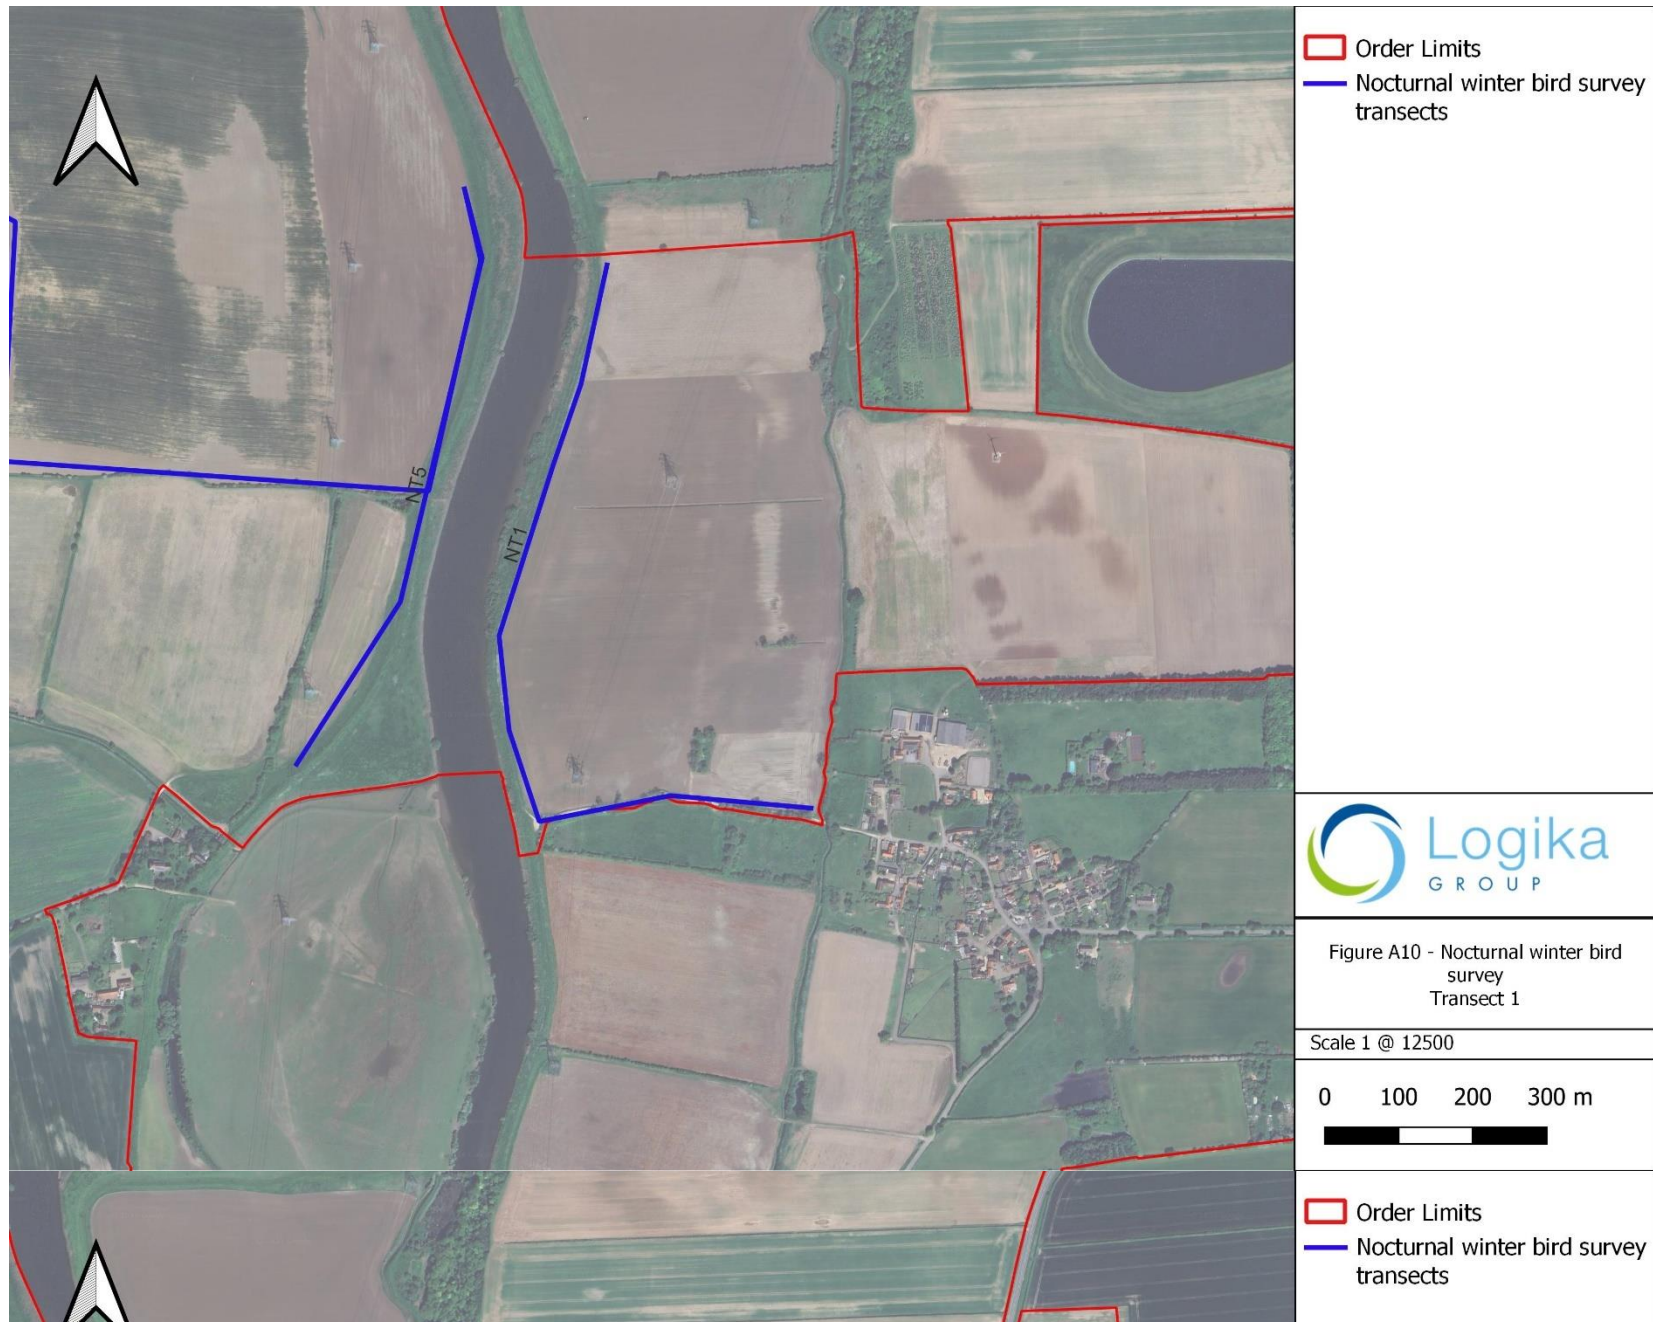 Order Limits
Nocturnal winter bird survey
transects
NT5
NT1
Logika
GROUP
Figure A10 - Nocturnal winter bird
survey
Transect 1
Scale 1 @ 12500
0 100 200 300 m
Order Limits
Nocturnal winter bird survey
transects